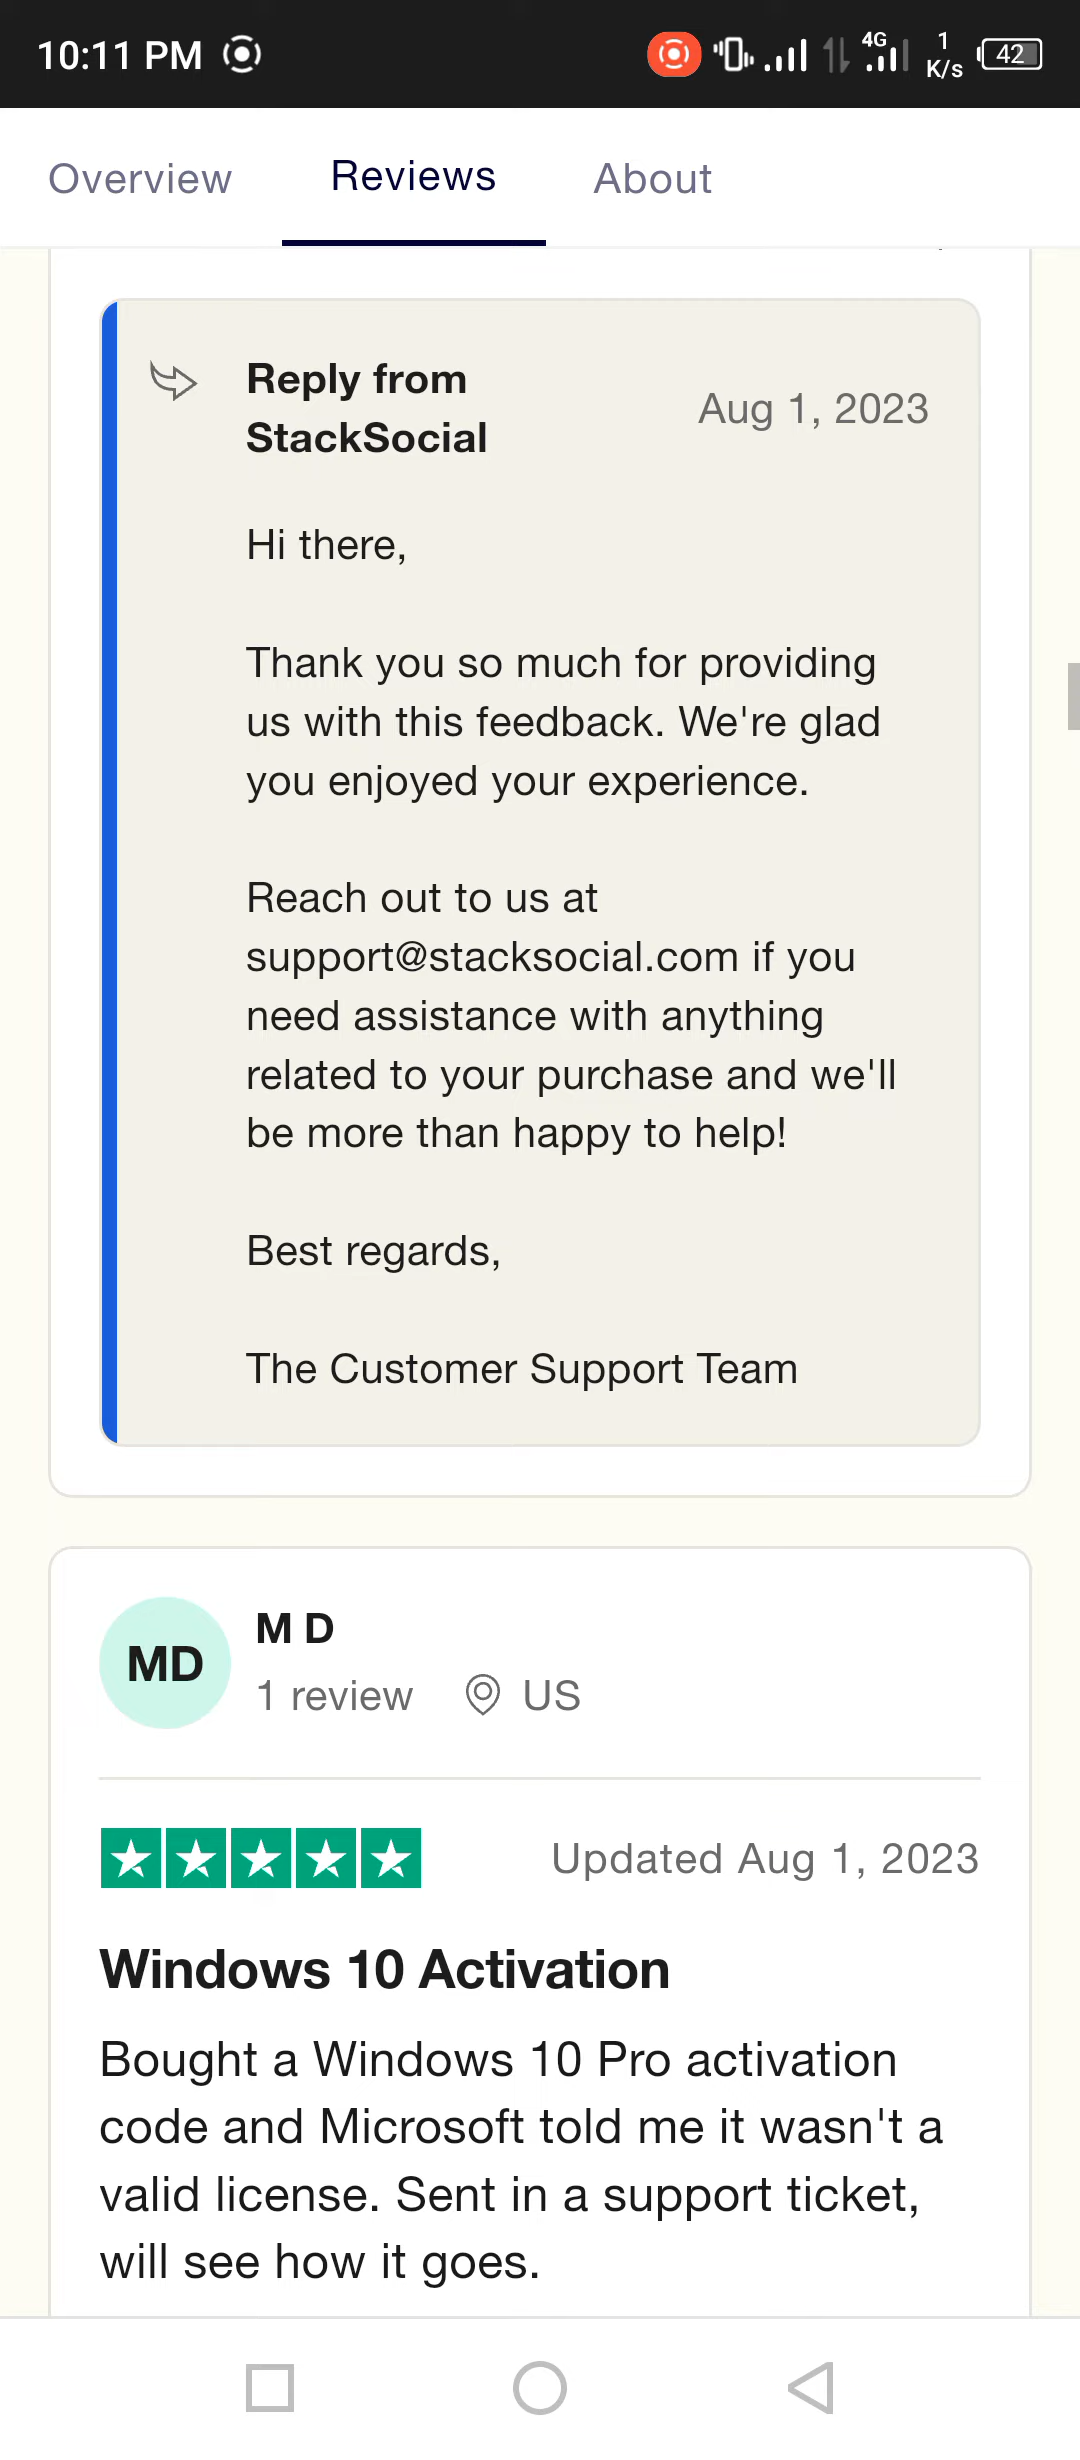 10:11 PM
4G
1
K/s
42
Overview
Reviews
About
Reply from
StackSocial
Aug 1, 2023
Hi there,
Thank you so much for providing
us with this feedback. We're glad
you enjoyed your experience.
Reach out to us at
support@stacksocial.com if you
need assistance with anything
related to your purchase and we'll
be more than happy to help!
Best regards,
The Customer Support Team
MD
M D
1 review
US
Updated Aug 1, 2023
Windows 10 Activation
Bought a Windows 10 Pro activation
code and Microsoft told me it wasn't a
valid license. Sent in a support ticket,
will see how it goes.